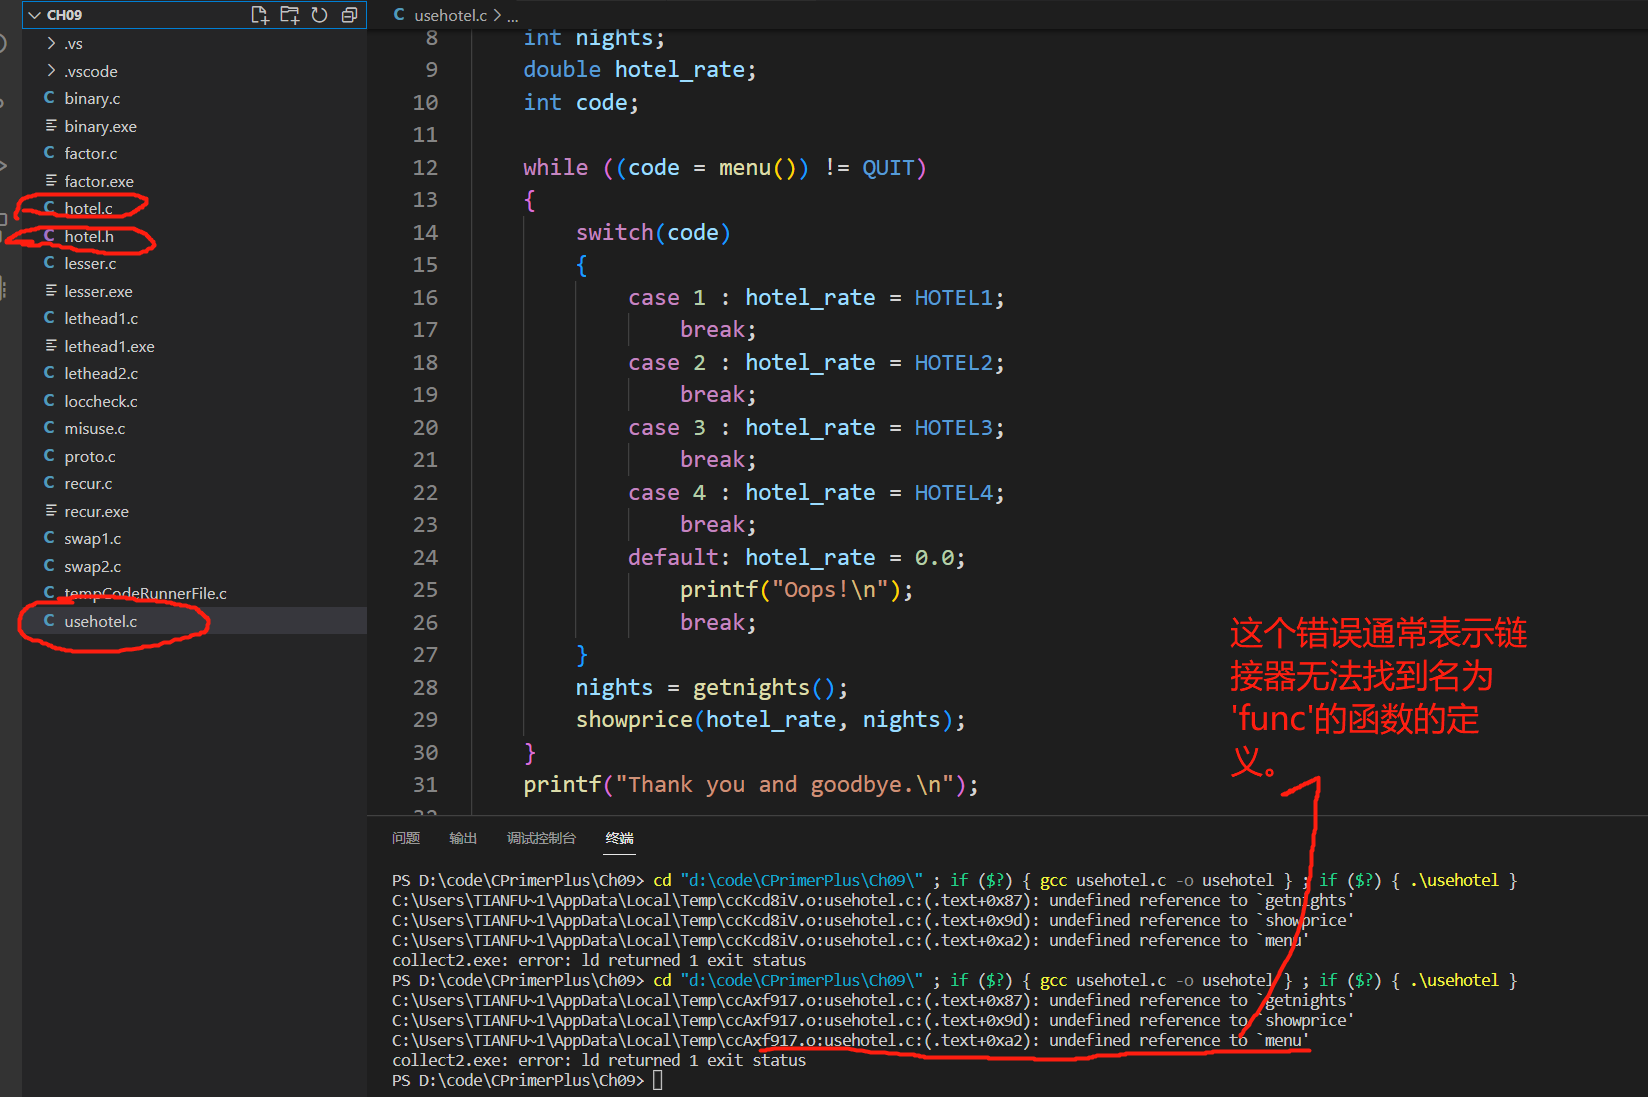 CH09
.vs
.vscode
binary.c
binary.exe
factor.c
factor.exe
hotel.c
hotel.h
lesser.c
lesser.exe
lethead1.c
lethead1.exe
lethead2.c
loccheck.c
misuse.c
proto.c
recur.c
recur.exe
swap1.c
swap2.c
tempCodeRunnerFile.c
usehotel.c
C usehotel.c > ...
8 int nights;
9 double hotel_rate;
10 int code;
11
12 while ((code = menu()) != QUIT)
13 {
14 switch(code)
15 {
16 case 1 : hotel_rate = HOTEL1;
17 break;
18 case 2 : hotel_rate = HOTEL2;
19 break;
20 case 3 : hotel_rate = HOTEL3;
21 break;
22 case 4 : hotel_rate = HOTEL4;
23 break;
24 default: hotel_rate = 0.0;
25 printf("Oops!\n");
26 break;
27 }
28 nights = getnights();
29 showprice(hotel_rate, nights);
30 }
31 printf("Thank you and goodbye.\n");
这个错误通常表示链
接器无法找到名为
'func'的函数的定
义。
问题 输出 调试控制台 终端
PS D:\code\CPrimerPlus\Ch09> cd "d:\code\CPrimerPlus\Ch09\" ; if ($?) { gcc usehotel.c -o usehotel } ; if ($?) { .\usehotel }
C:\Users\TIANFU~1\AppData\Local\Temp\ccKcd8iV.o:usehotel.c:(.text+0x87): undefined reference to `getnights'
C:\Users\TIANFU~1\AppData\Local\Temp\ccKcd8iV.o:usehotel.c:(.text+0x9d): undefined reference to `showprice'
C:\Users\TIANFU~1\AppData\Local\Temp\ccKcd8iV.o:usehotel.c:(.text+0xa2): undefined reference to `menu'
collect2.exe: error: ld returned 1 exit status
PS D:\code\CPrimerPlus\Ch09> cd "d:\code\CPrimerPlus\Ch09\" ; if ($?) { gcc usehotel.c -o usehotel } ; if ($?) { .\usehotel }
C:\Users\TIANFU~1\AppData\Local\Temp\ccAxf917.o:usehotel.c:(.text+0x87): undefined reference to `getnights'
C:\Users\TIANFU~1\AppData\Local\Temp\ccAxf917.o:usehotel.c:(.text+0x9d): undefined reference to `showprice'
C:\Users\TIANFU~1\AppData\Local\Temp\ccAxf917.o:usehotel.c:(.text+0xa2): undefined reference to `menu'
collect2.exe: error: ld returned 1 exit status
PS D:\code\CPrimerPlus\Ch09>